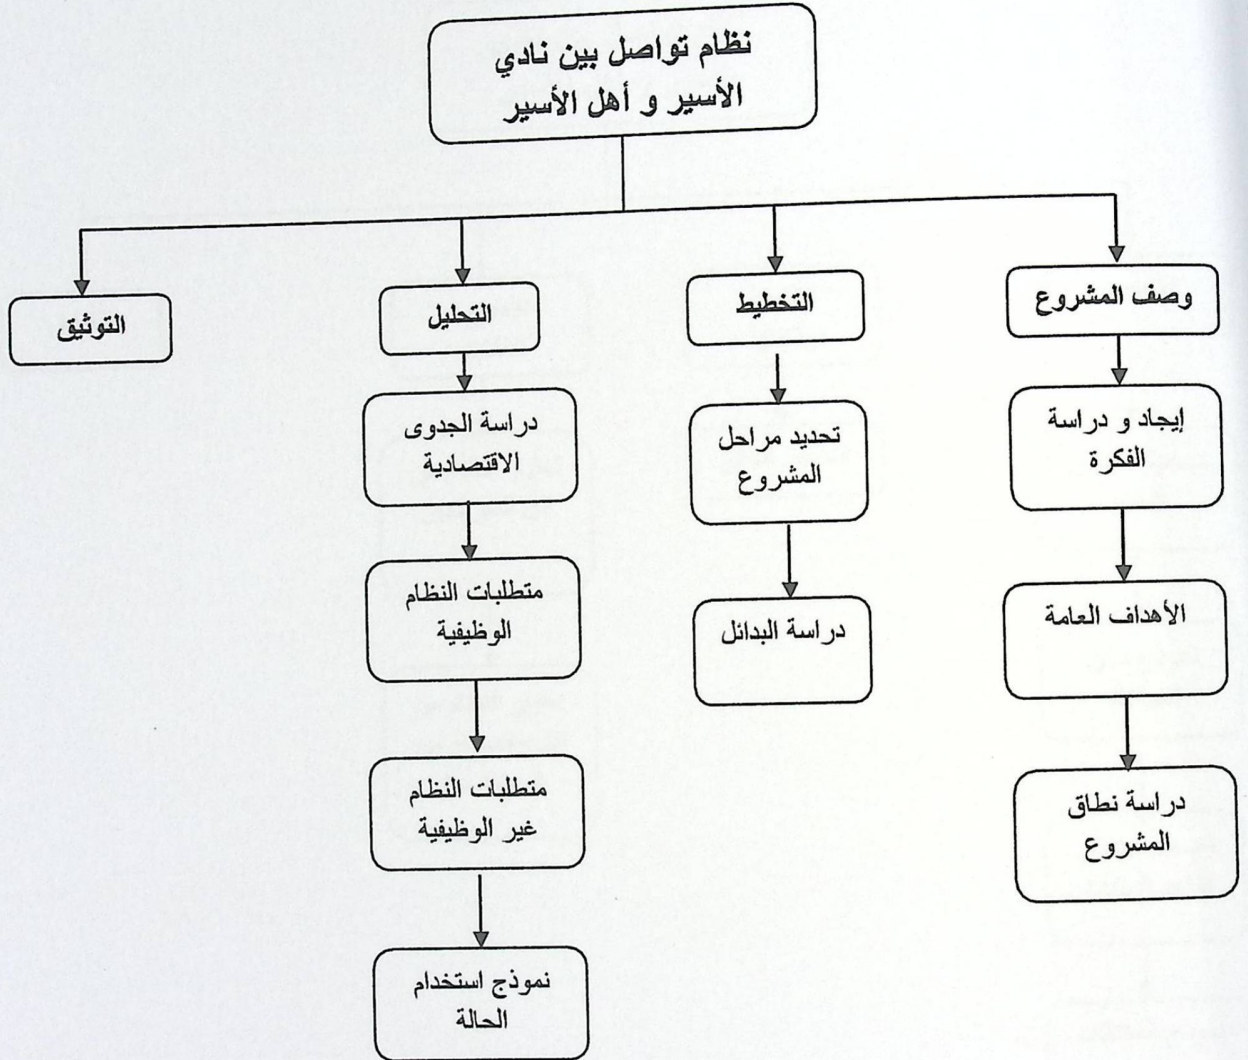 نظام تواصل بين نادي
الأسير و أهل الأسير
وصف المشروع
التخطيط
التحليل
التوثيق
إيجاد و دراسة
الفكرة
الأهداف العامة
دراسة نطاق
المشروع
تحديد مراحل
المشروع
دراسة البدائل
دراسة الجدوى
الاقتصادية
متطلبات النظام
الوظيفية
متطلبات النظام
غير الوظيفية
نموذج استخدام
الحالة